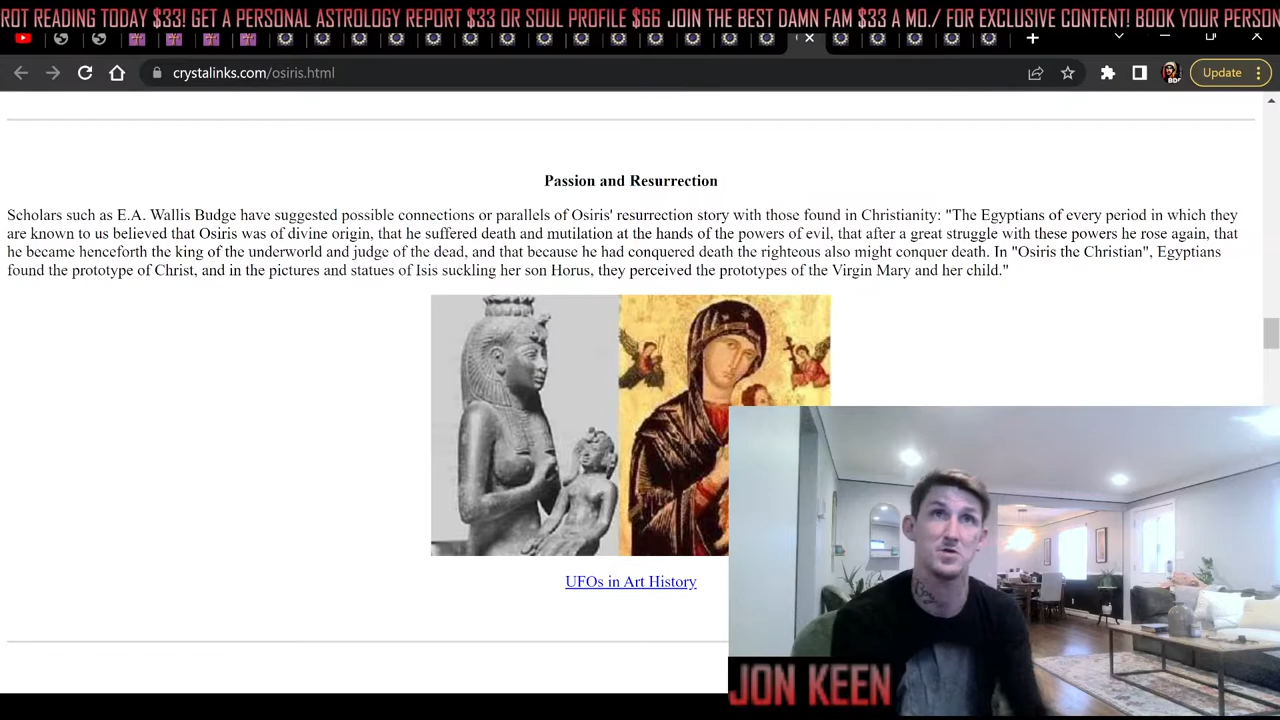 ROT READING TODAY $33! GET A PERSONAL ASTROLOGY REPORT $33 OR SOUL PROFILE $66 JOIN THE BEST DAMN FAM $33 A MO./ FOR EXCLUSIVE CONTENT! BOOK YOUR PERSON
crystalinks.com/osiris.html
Update
Passion and Resurrection
Scholars such as E.A. Wallis Budge have suggested possible connections or parallels of Osiris' resurrection story with those found in Christianity: "The Egyptians of every period in which they
are known to us believed that Osiris was of divine origin, that he suffered death and mutilation at the hands of the powers of evil, that after a great struggle with these powers he rose again, that
he became henceforth the king of the underworld and judge of the dead, and that because he had conquered death the righteous also might conquer death. In "Osiris the Christian", Egyptians
found the prototype of Christ, and in the pictures and statues of Isis suckling her son Horus, they perceived the prototypes of the Virgin Mary and her child."
UFOs in Art History
JON KEEN